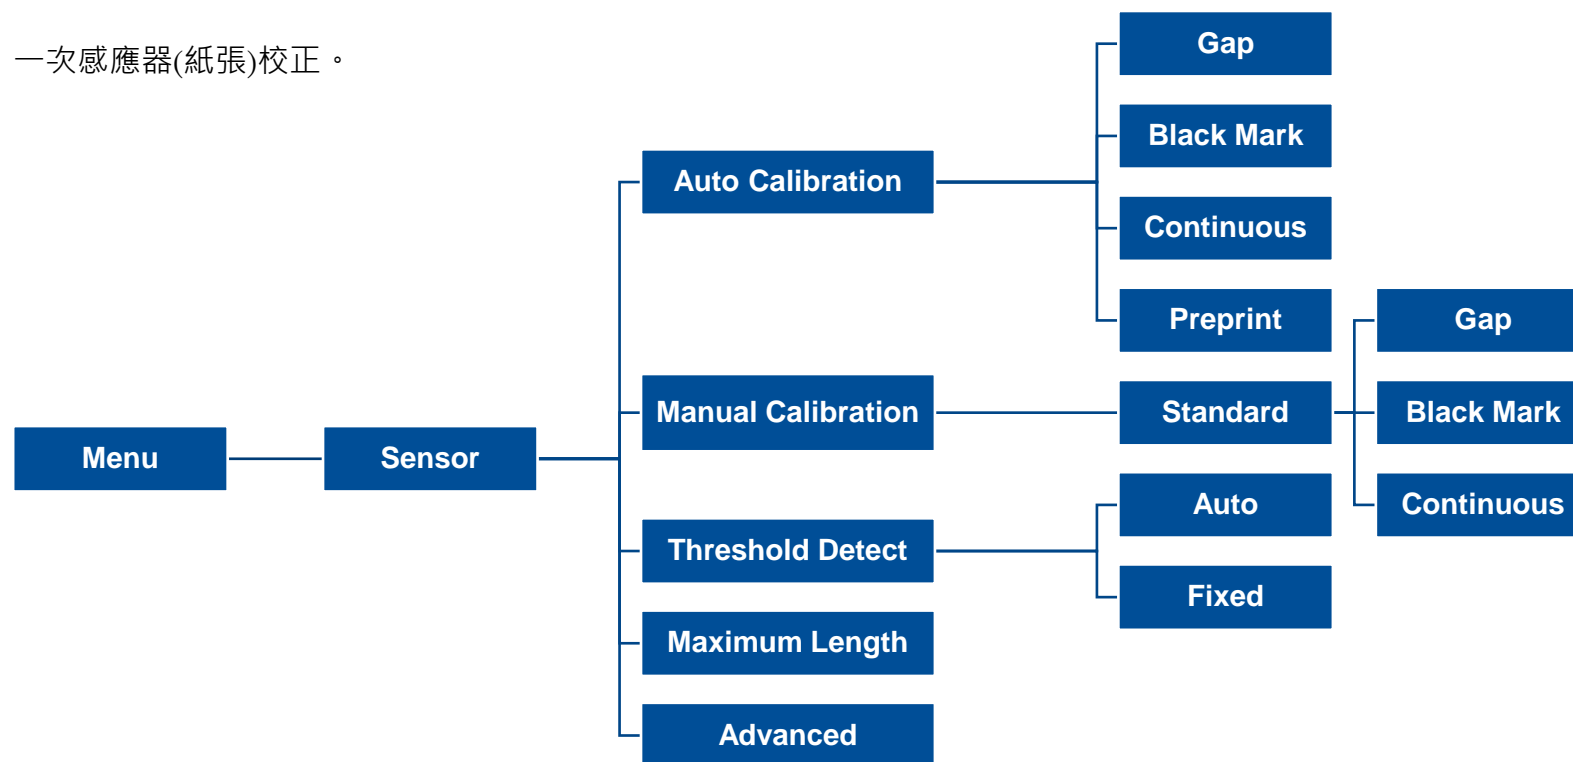 一次感應器(紙張)校正。
Menu
Sensor
Auto Calibration
Gap
Black Mark
Continuous
Preprint
Manual Calibration
Standard
Gap
Black Mark
Continuous
Threshold Detect
Auto
Fixed
Maximum Length
Advanced